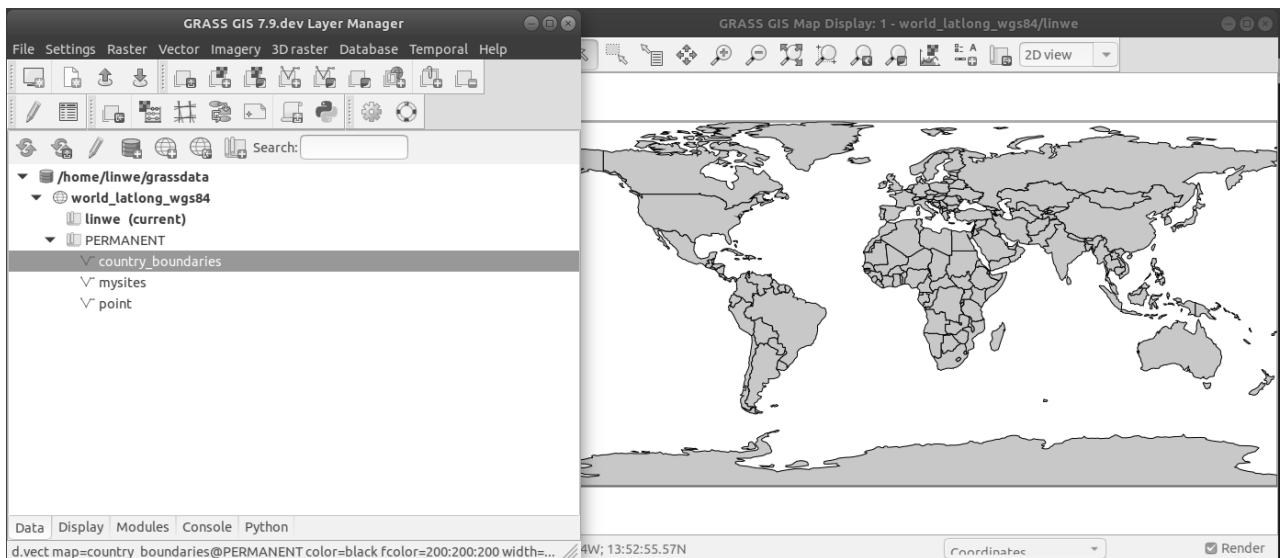 GRASS GIS 7.9.dev Layer Manager
File Settings Raster Vector Imagery 3D raster Database Temporal Help
Search:
/home/linwe/grassdata
world_latlong_wgs84
linwe (current)
PERMANENT
country_boundaries
mysites
point
Data Display Modules Console Python
d.vect map=country_boundaries@PERMANENT color=black fcolor=200:200:200 width=...
GRASS GIS Map Display: 1 - world_latlong_wgs84/linwe
2D view
4W; 13:52:55.57N
Coordinates
Render